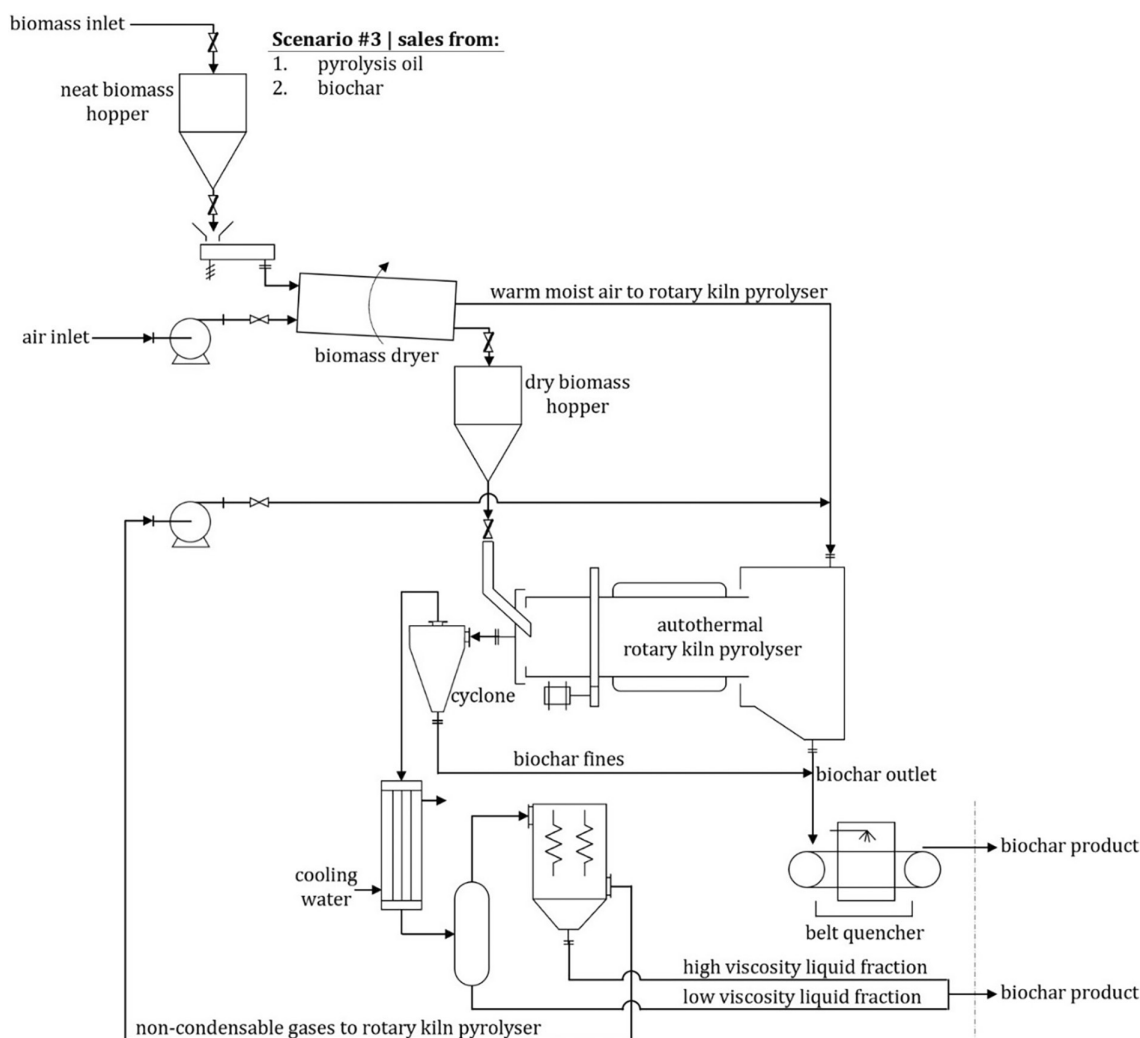 biomass inlet
Scenario #3 | sales from:
1. pyrolysis oil
2. biochar
neat biomass
hopper
warm moist air to rotary kiln pyrolyser
air inlet
biomass dryer
dry biomass
hopper
autothermal
rotary kiln pyrolyser
cyclone
biochar fines
biochar outlet
cooling
water
biochar product
belt quencher
high viscosity liquid fraction
low viscosity liquid fraction
biochar product
non-condensable gases to rotary kiln pyrolyser